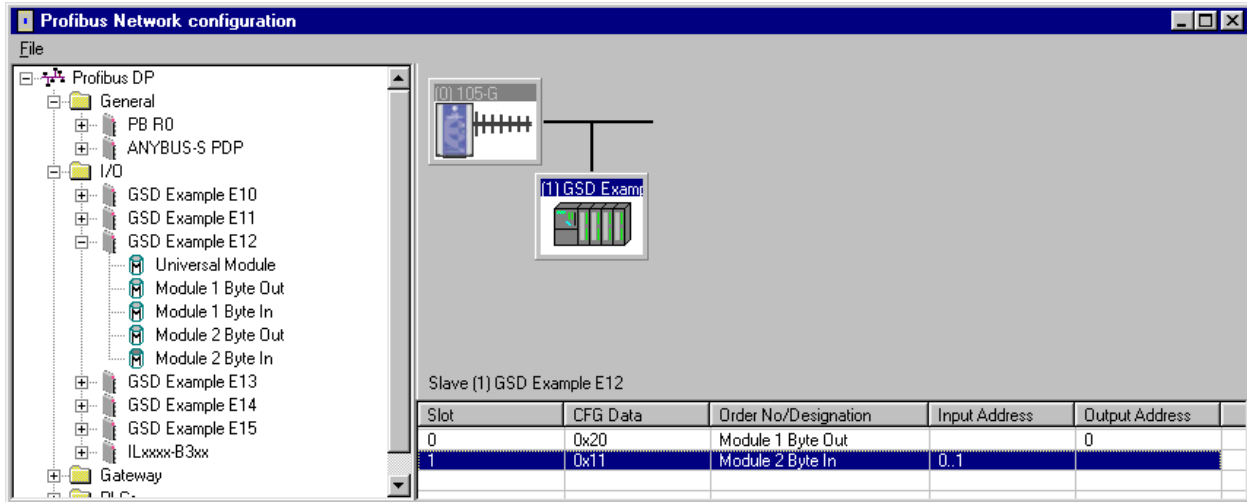 Profibus Network configuration
File
Profibus DP
General
PB R0
ANYBUS-S PDP
I/O
GSD Example E10
GSD Example E11
GSD Example E12
Universal Module
Module 1 Byte Out
Module 1 Byte In
Module 2 Byte Out
Module 2 Byte In
GSD Example E13
GSD Example E14
GSD Example E15
ILxxxx-B3xx
Gateway
(0) 105-G
(1) GSD Examp
Slave (1) GSD Example E12
Slot CFG Data Order No/Designation Input Address Output Address
0 0x20 Module 1 Byte Out 0
1 0x11 Module 2 Byte In 0..1